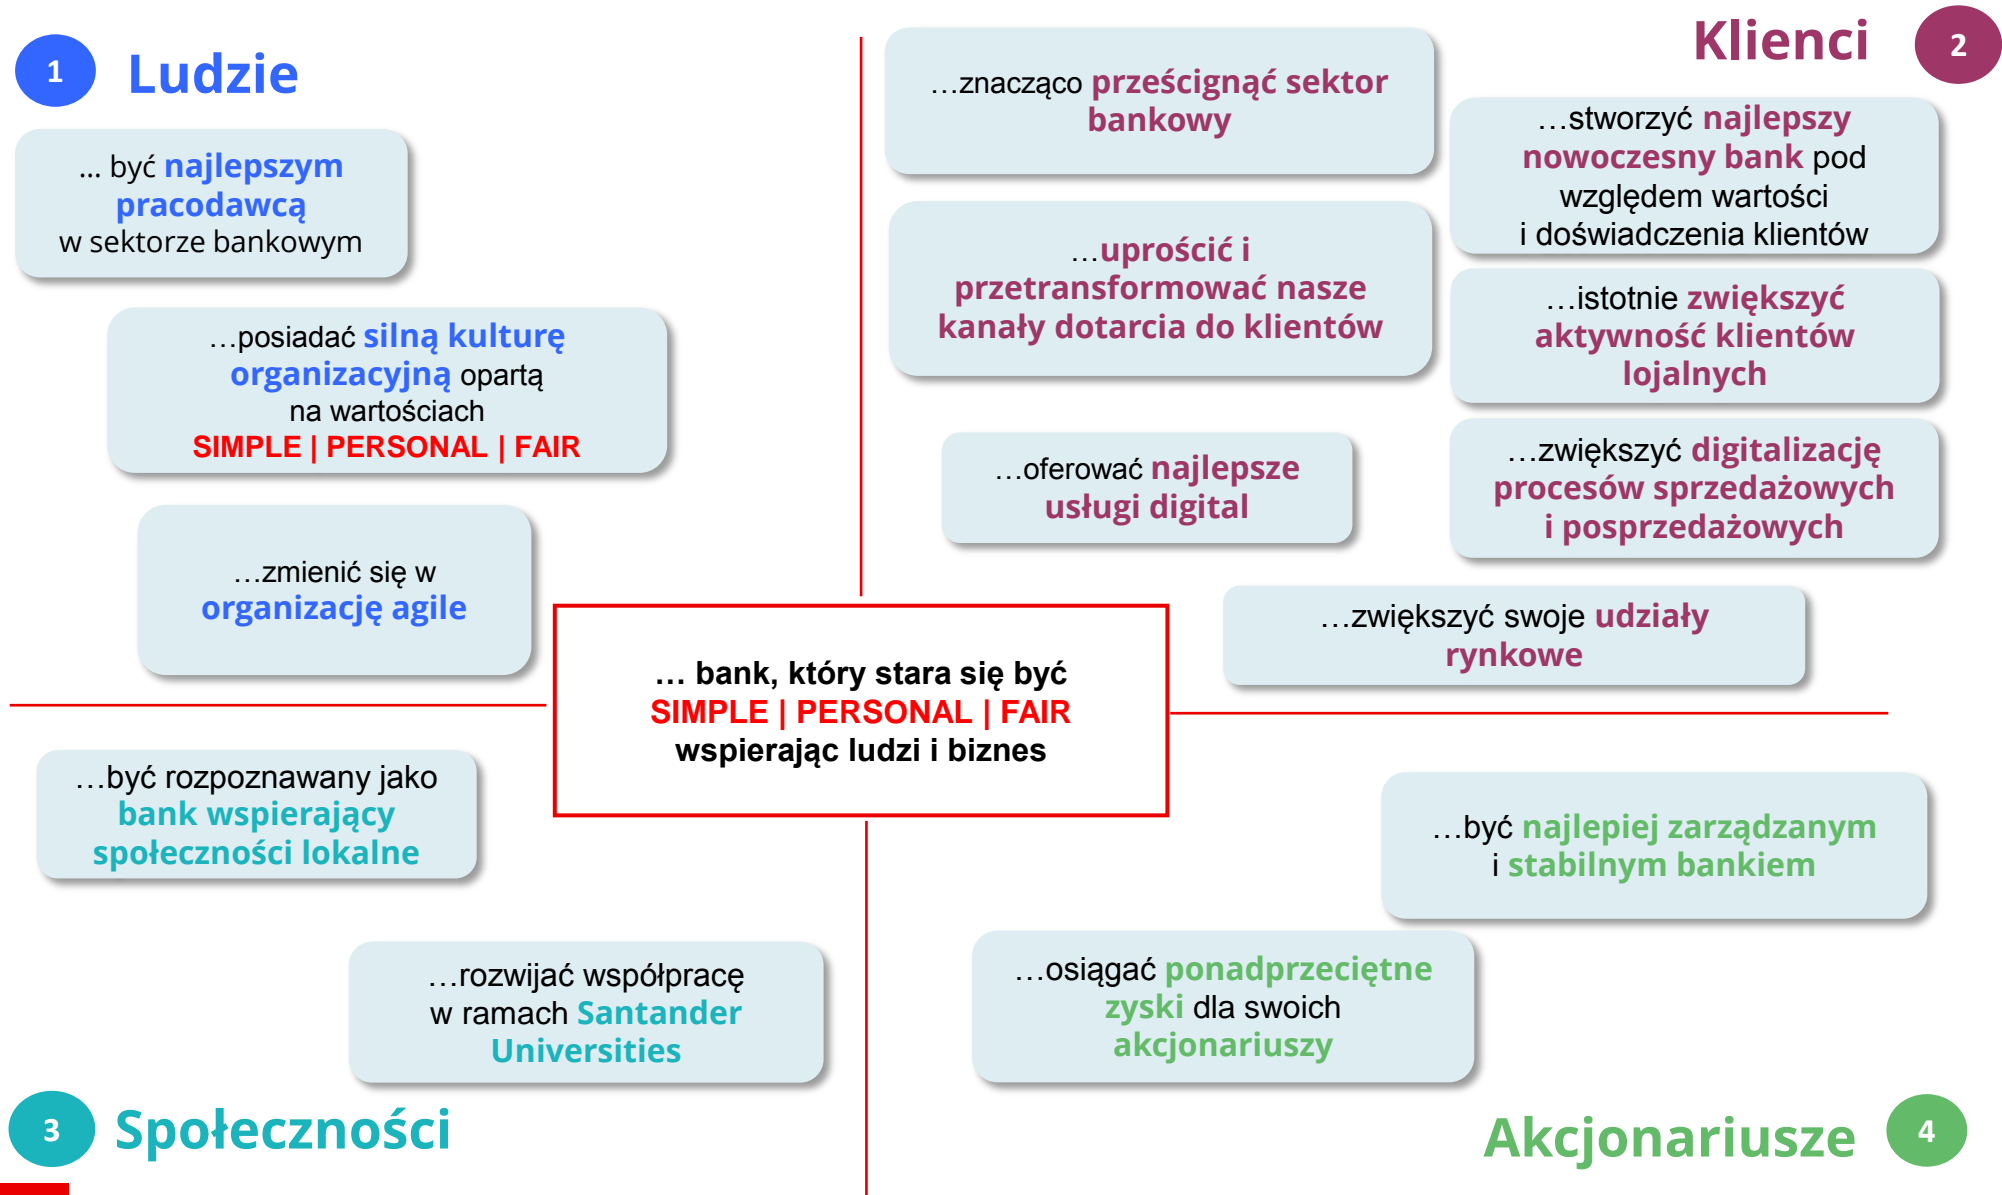 1
Ludzie
... być najlepszym
pracodawcą
w sektorze bankowym
…posiadać silną kulturę
organizacyjną opartą
na wartościach
SIMPLE | PERSONAL | FAIR
…zmienić się w
organizację agile
Klienci
2
…znacząco prześcignąć sektor
bankowy
…uprościć i
przetransformować nasze
kanały dotarcia do klientów
…oferować najlepsze
usługi digital
…stworzyć najlepszy
nowoczesny bank pod
względem wartości
i doświadczenia klientów
…istotnie zwiększyć
aktywność klientów
lojalnych
…zwiększyć digitalizację
procesów sprzedażowych
i posprzedażowych
…zwiększyć swoje udziały
rynkowe
… bank, który stara się być
SIMPLE | PERSONAL | FAIR
wspierając ludzi i biznes
…być rozpoznawany jako
bank wspierający
społeczności lokalne
…rozwijać współpracę
w ramach Santander
Universities
3
Społeczności
…być najlepiej zarządzanym
i stabilnym bankiem
…osiągać ponadprzeciętne
zyski dla swoich
akcjonariuszy
Akcjonariusze
4